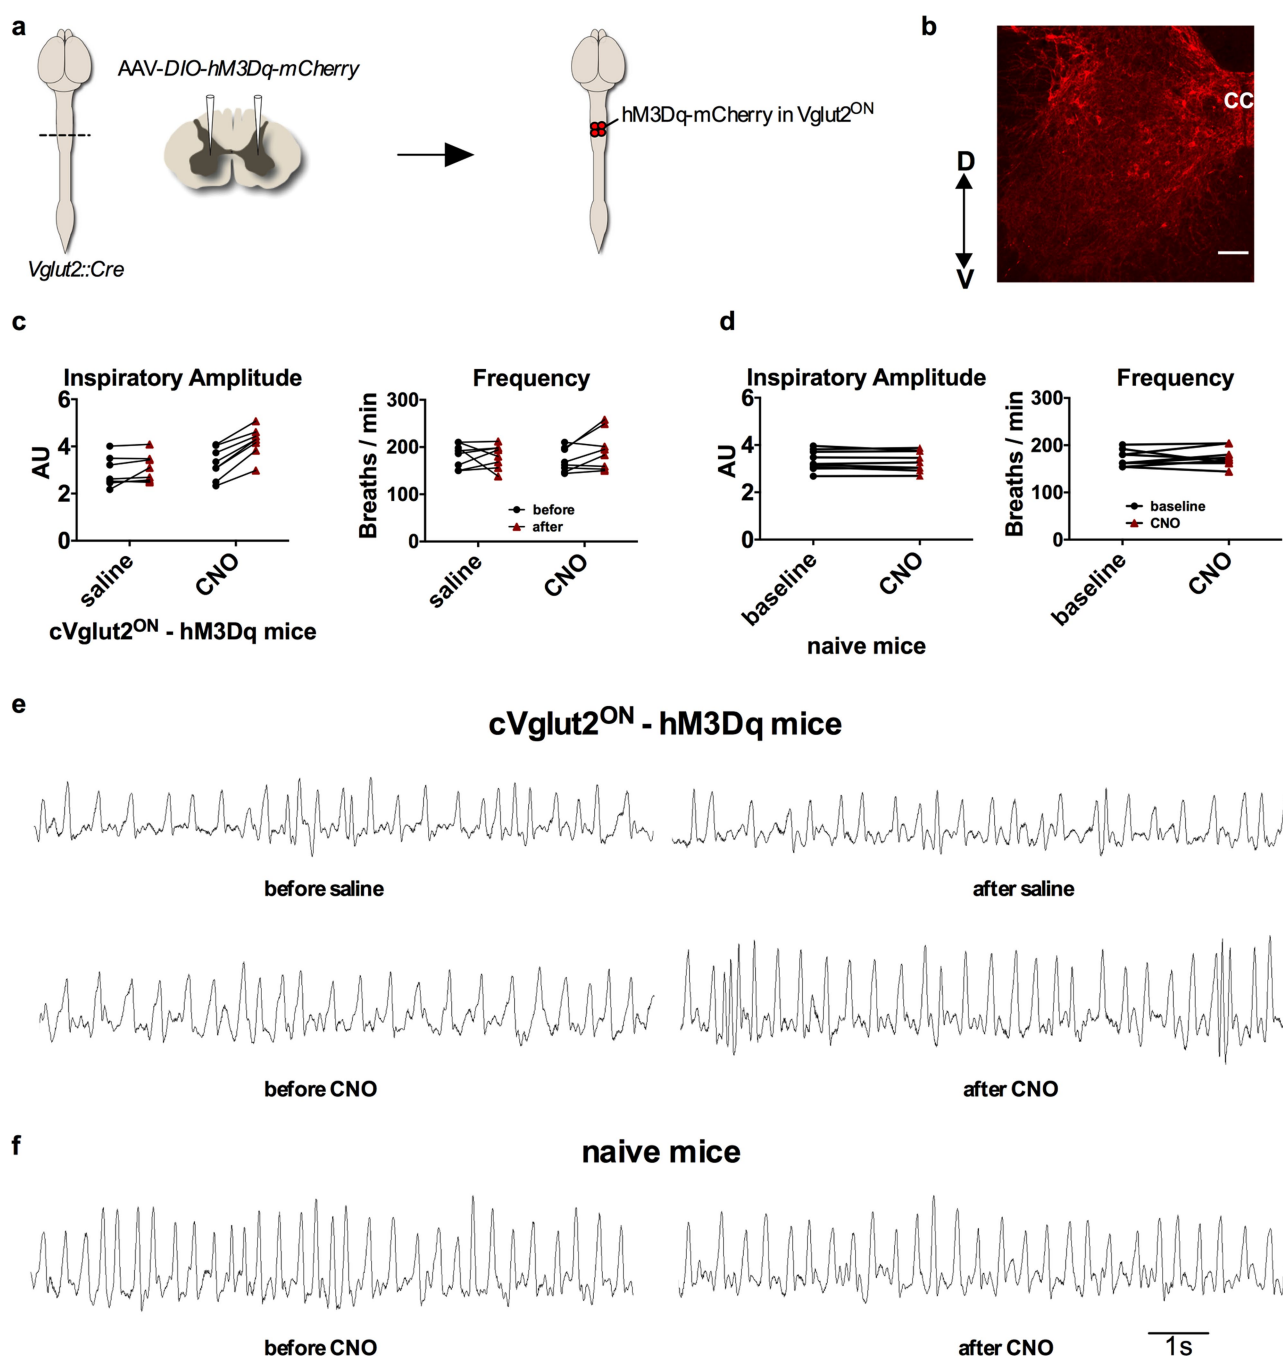 a
AAV-DIO-hM3Dq-mCherry
hM3Dq-mCherry in Vglut2ON
Vglut2::Cre
b
CC
D
V
c
Inspiratory Amplitude
AU
6
4
2
0
saline
CNO
cVglut2ON - hM3Dq mice
Frequency
Breaths / min
300
200
100
0
before
after
saline
CNO
d
Inspiratory Amplitude
AU
6
4
2
0
baseline
CNO
naive mice
Frequency
Breaths / min
300
200
100
0
baseline
CNO
baseline
CNO
e
cVglut2ON - hM3Dq mice
before saline
after saline
before CNO
after CNO
f
naive mice
before CNO
after CNO
1s